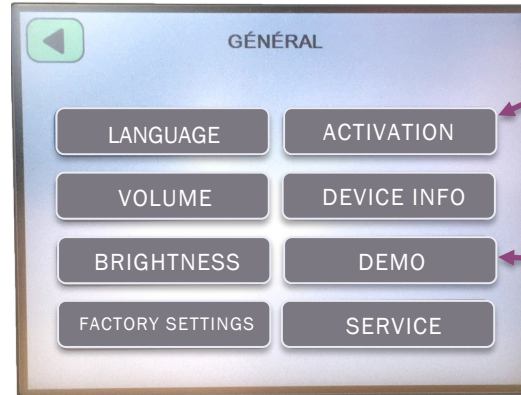 GÉNÉRAL
LANGUAGE
ACTIVATION
VOLUME
DEVICE INFO
BRIGHTNESS
DEMO
FACTORY SETTINGS
SERVICE